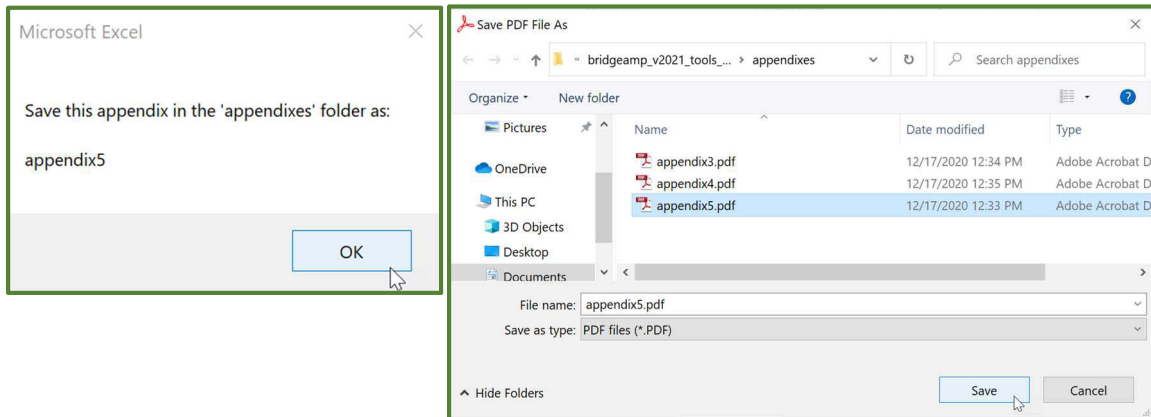 Microsoft Excel
Save this appendix in the 'appendixes' folder as:
appendix5
OK
Save PDF File As
« bridgeamp_v2021_tools_... > appendixes
Search appendixes
Organize
New folder
Pictures
OneDrive
This PC
3D Objects
Desktop
Documents
Name Date modified Type
appendix3.pdf 12/17/2020 12:34 PM Adobe Acrobat D
appendix4.pdf 12/17/2020 12:35 PM Adobe Acrobat D
appendix5.pdf 12/17/2020 12:33 PM Adobe Acrobat D
File name: appendix5.pdf
Save as type: PDF files (*.PDF)
Hide Folders
Save
Cancel